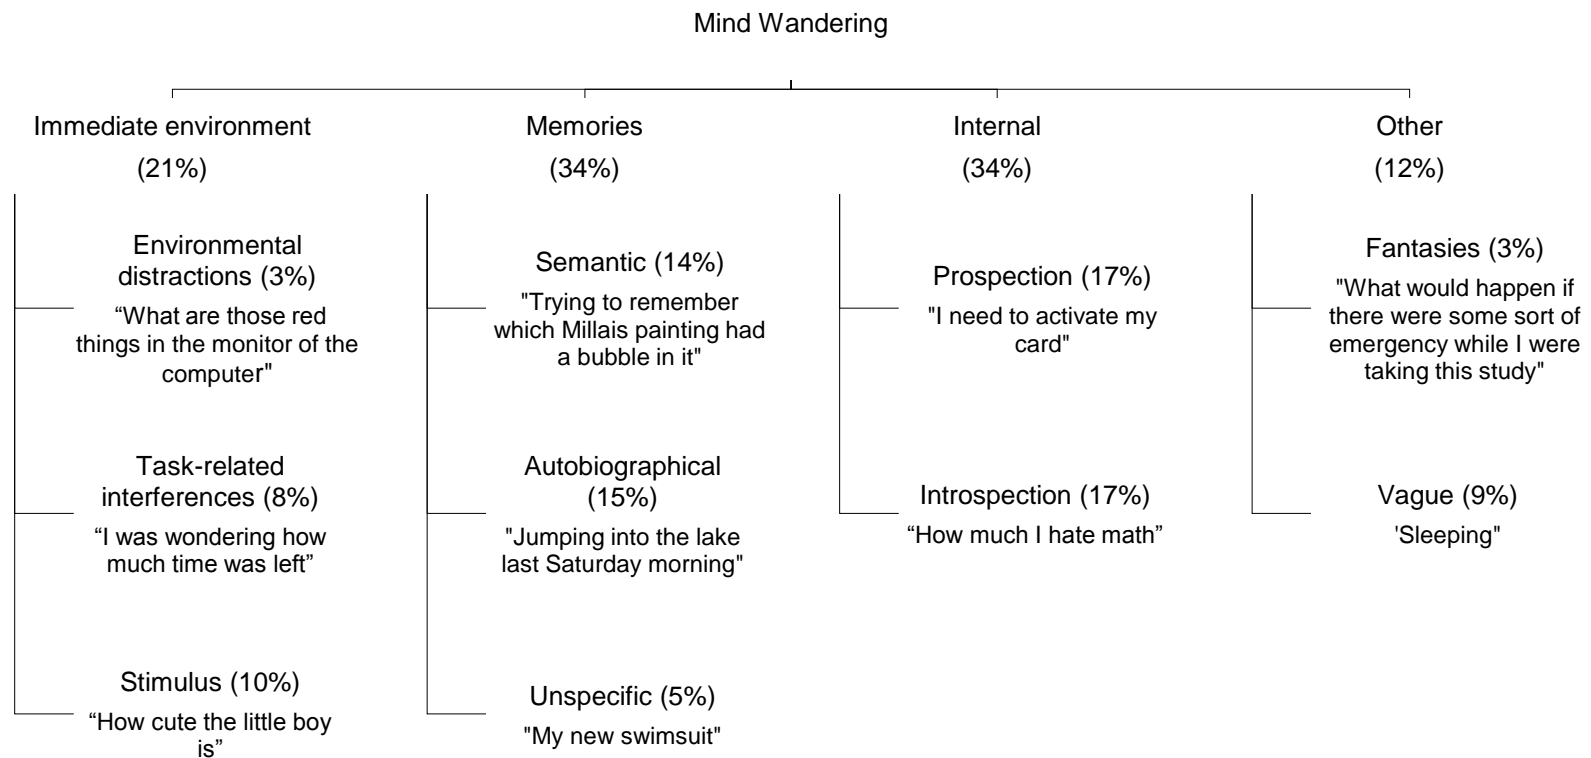 Mind Wandering
Immediate environment
(21%)
Environmental
distractions (3%)
“What are those red
things in the monitor of the
computer"
Task-related
interferences (8%)
“I was wondering how
much time was left”
Stimulus (10%)
“How cute the little boy
is”
Memories
(34%)
Semantic (14%)
"Trying to remember
which Millais painting had
a bubble in it"
Autobiographical
(15%)
"Jumping into the lake
last Saturday morning"
Unspecific (5%)
"My new swimsuit"
Internal
(34%)
Prospection (17%)
"I need to activate my
card"
Introspection (17%)
“How much I hate math”
Other
(12%)
Fantasies (3%)
"What would happen if
there were some sort of
emergency while I were
taking this study"
Vague (9%)
'Sleeping"